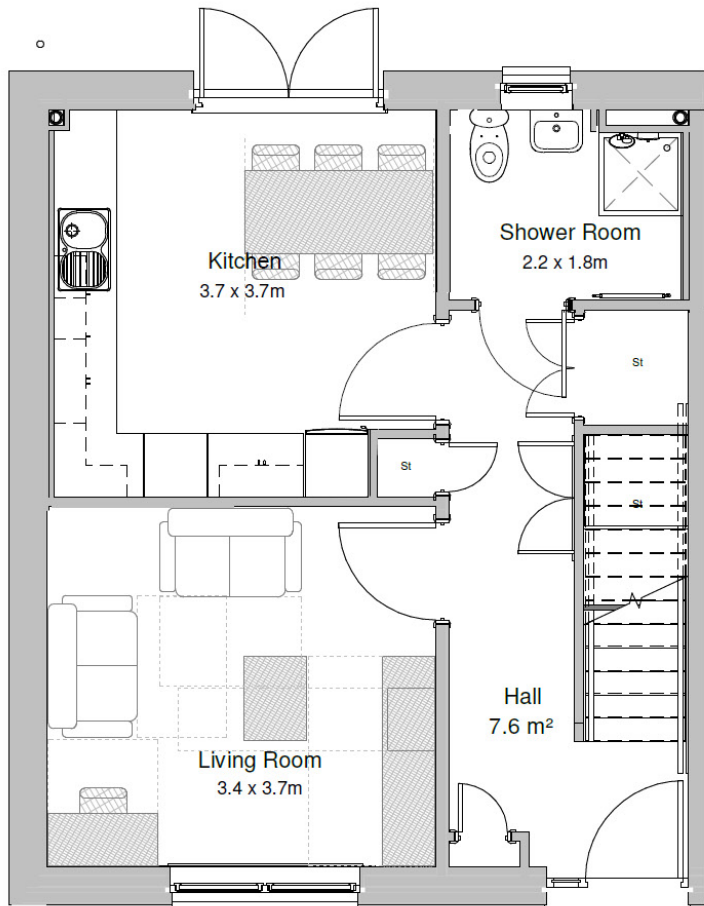 Kitchen
3.7 x 3.7m
Shower Room
2.2 x 1.8m
St
St
St
Hall
7.6 m²
Living Room
3.4 x 3.7m